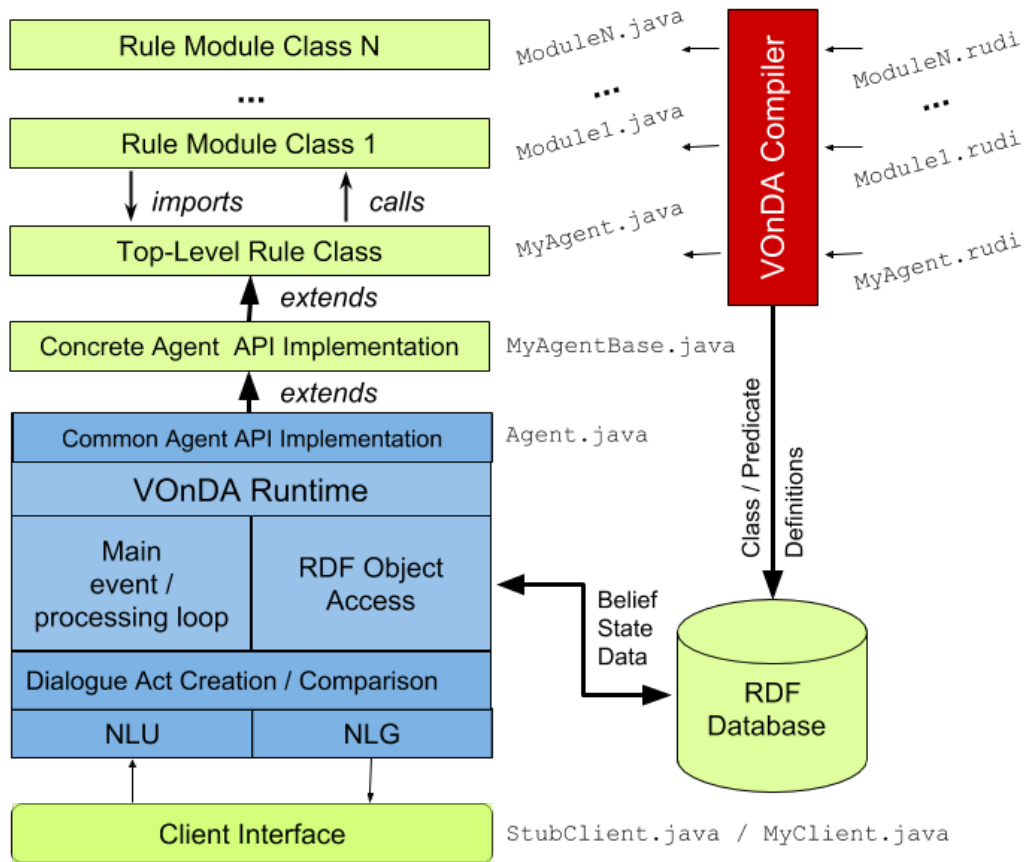 Rule Module Class N
...
Rule Module Class 1
imports
calls
Top-Level Rule Class
extends
Concrete Agent API Implementation
extends
Common Agent API Implementation
VOnDA Runtime
Main
event /
processing loop
RDF Object
Access
Dialogue Act Creation / Comparison
NLU
NLG
Client Interface
ModuleN.java
...
Module1.java
MyAgent.java
MyAgentBase.java
Agent.java
StubClient.java / MyClient.java
VOnDA Compiler
ModuleN.rudi
...
Module1.rudi
MyAgent.rudi
Class / Predicate
Definitions
Belief
State
Data
RDF
Database